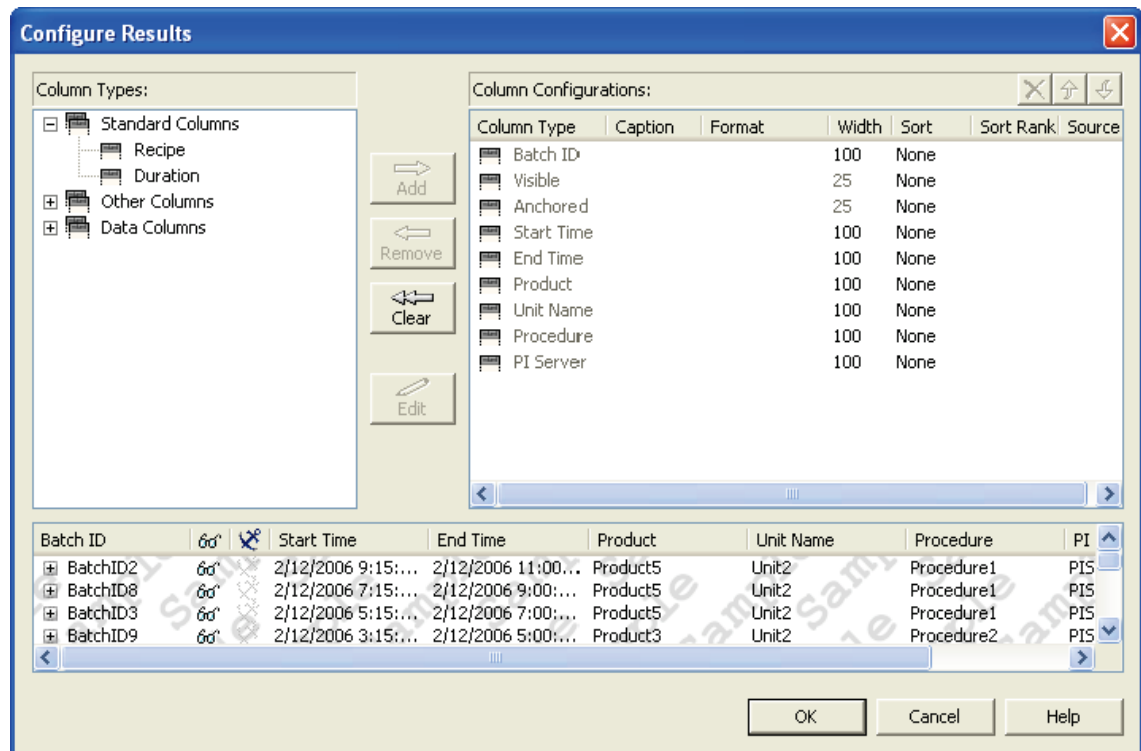 Configure Results
Column Types:
Standard Columns
Recipe
Duration
Other Columns
Data Columns
Add
Remove
Clear
Edit
Column Configurations:
Column Type Caption Format Width Sort Sort Rank Source
Batch ID 100 None
Visible 25 None
Anchored 25 None
Start Time 100 None
End Time 100 None
Product 100 None
Unit Name 100 None
Procedure 100 None
PI Server 100 None
Batch ID Start Time End Time Product Unit Name Procedure PI
BatchID2 2/12/2006 9:15:... 2/12/2006 11:00... Product5 Unit2 Procedure1 PIS
BatchID8 2/12/2006 7:15:... 2/12/2006 9:00:... Product5 Unit2 Procedure1 PIS
BatchID3 2/12/2006 5:15:... 2/12/2006 7:00:... Product5 Unit2 Procedure1 PIS
BatchID9 2/12/2006 3:15:... 2/12/2006 5:00:... Product3 Unit2 Procedure2 PIS
OK Cancel Help